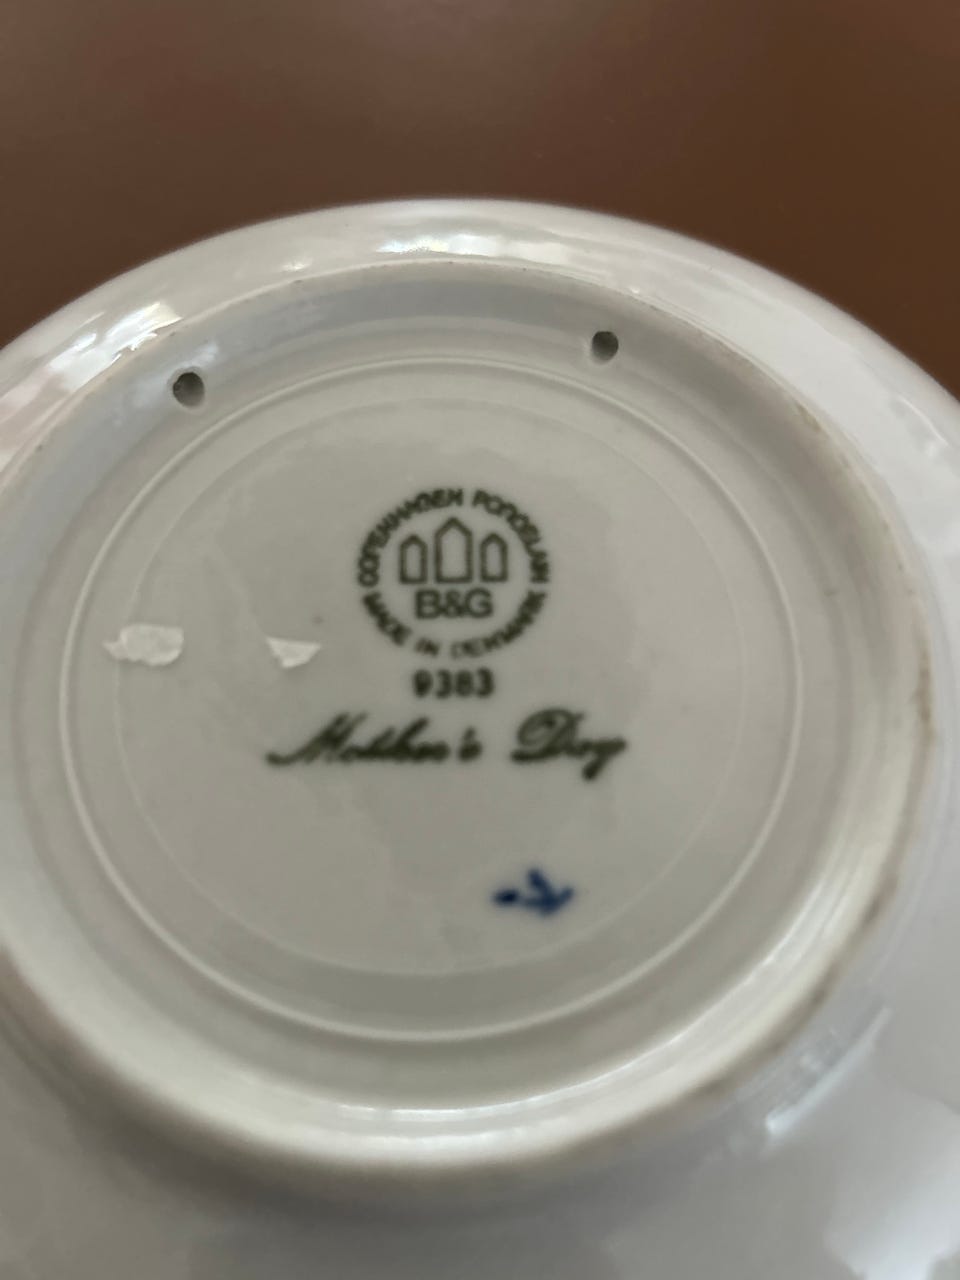 COPENHAGEN PORCELAIN
B&G
MADE IN DENMARK
9383
Mother's Day